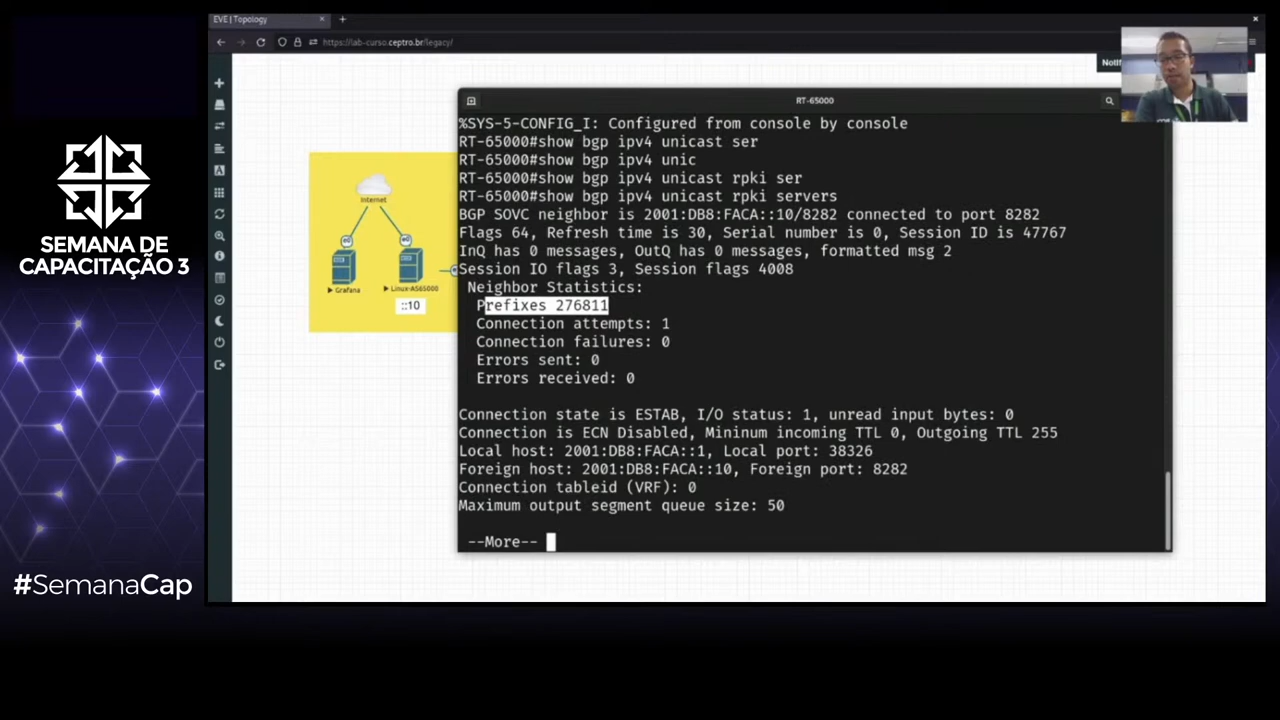 EVE | Topology
https://lab-curso.ceptro.br/legacy/
RT-65000
%SYS-5-CONFIG_I: Configured from console by console
RT-65000#show bgp ipv4 unicast ser
RT-65000#show bgp ipv4 unic
RT-65000#show bgp ipv4 unicast rpki ser
RT-65000#show bgp ipv4 unicast rpki servers
BGP SOVC neighbor is 2001:DB8:FACA::10/8282 connected to port 8282
Flags 64, Refresh time is 30, Serial number is 0, Session ID is 47767
InQ has 0 messages, OutQ has 0 messages, formatted msg 2
Session IO flags 3, Session flags 4008
Neighbor Statistics:
Prefixes 276811
Connection attempts: 1
Connection failures: 0
Errors sent: 0
Errors received: 0
Connection state is ESTAB, I/O status: 1, unread input bytes: 0
Connection is ECN Disabled, Mininum incoming TTL 0, Outgoing TTL 255
Local host: 2001:DB8:FACA::1, Local port: 38326
Foreign host: 2001:DB8:FACA::10, Foreign port: 8282
Connection tableid (VRF): 0
Maximum output segment queue size: 50
--More--
Internet
e0
e0
Grafana
Linux-AS65000
::10
SEMANA DE
CAPACITAÇÃO 3
#SemanaCap